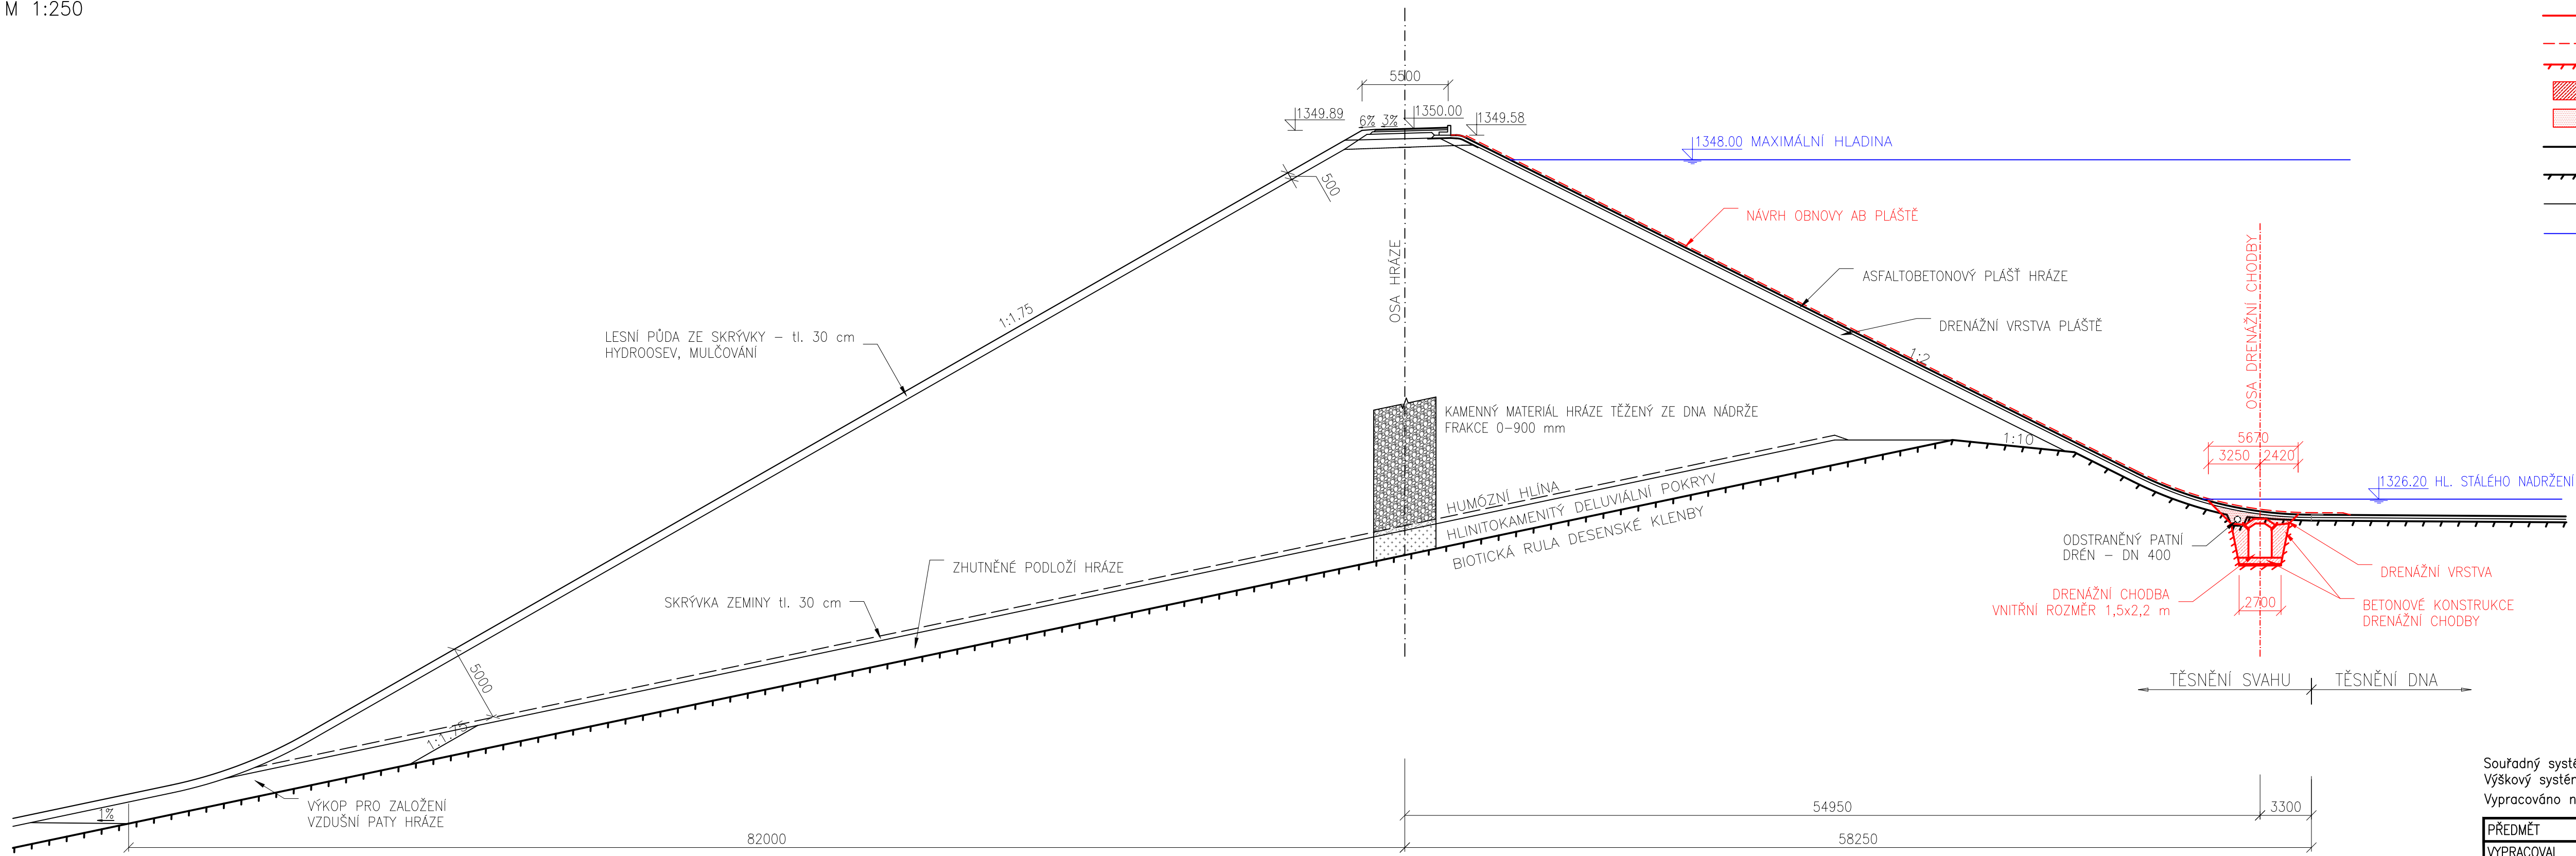 M 1:250
5500
1349.89
6% 3%
1350.00
1349.58
1348.00 MAXIMÁLNÍ HLADINA
500
NÁVRH OBNOVY AB PLÁŠTĚ
OSA HRÁZE
OSA DRENÁŽNÍ CHODBY
ASFALTOBETONOVÝ PLÁŠŤ HRÁZE
1:1.75
DRENÁŽNÍ VRSTVA PLÁŠTĚ
LESNÍ PŮDA ZE SKRÝVKY – tl. 30 cm
HYDROOSEV, MULČOVÁNÍ
1:2
KAMENNÝ MATERIÁL HRÁZE TĚŽENÝ ZE DNA NÁDRŽE
FRAKCE 0–900 mm
1:10
5670
3250
2420
1326.20 HL. STÁLÉHO NADRŽENÍ
HUMÓZNÍ HLÍNA
HLINITOKAMENITÝ DELUVIÁLNÍ POKRYV
BIOTICKÁ RULA DESENSKÉ KLENBY
ODSTRANĚNÝ PATNÍ
DRÉN – DN 400
ZHUTNĚNÉ PODLOŽÍ HRÁZE
DRENÁŽNÍ VRSTVA
SKRÝVKA ZEMINY tl. 30 cm
DRENÁŽNÍ CHODBA
VNITŘNÍ ROZMĚR 1,5x2,2 m
2700
BETONOVÉ KONSTRUKCE
DRENÁŽNÍ CHODBY
5000
TĚSNĚNÍ SVAHU
TĚSNĚNÍ DNA
1:1.75
Souřadný systé
Výškový systém
Vypracováno n
VÝKOP PRO ZALOŽENÍ
VZDUŠNÍ PATY HRÁZE
1%
54950
3300
82000
58250
PŘEDMĚT
VYPRACOVAL